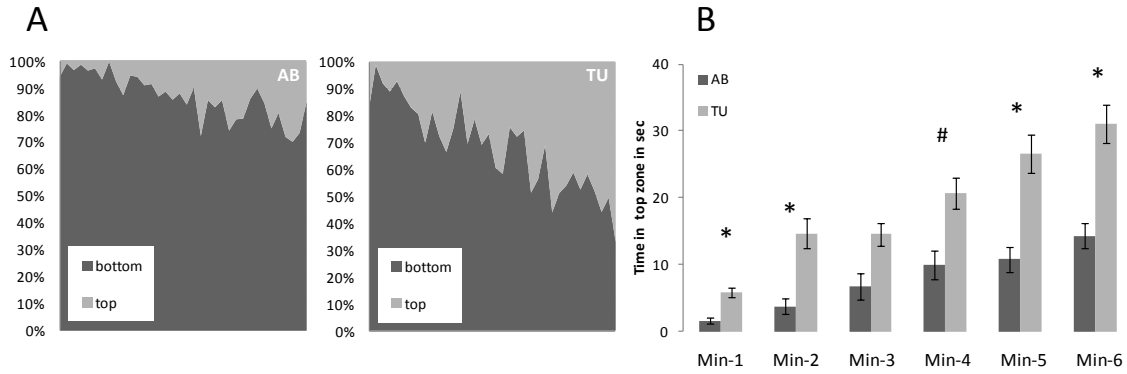 A
100%
90%
80%
70%
60%
50%
40%
30%
20%
10%
0%
AB
bottom
top
100%
90%
80%
70%
60%
50%
40%
30%
20%
10%
0%
TU
bottom
top
B
Time in top zone in sec
40
30
20
10
0
AB
TU
*
*
#
*
*
Min-1 Min-2 Min-3 Min-4 Min-5 Min-6